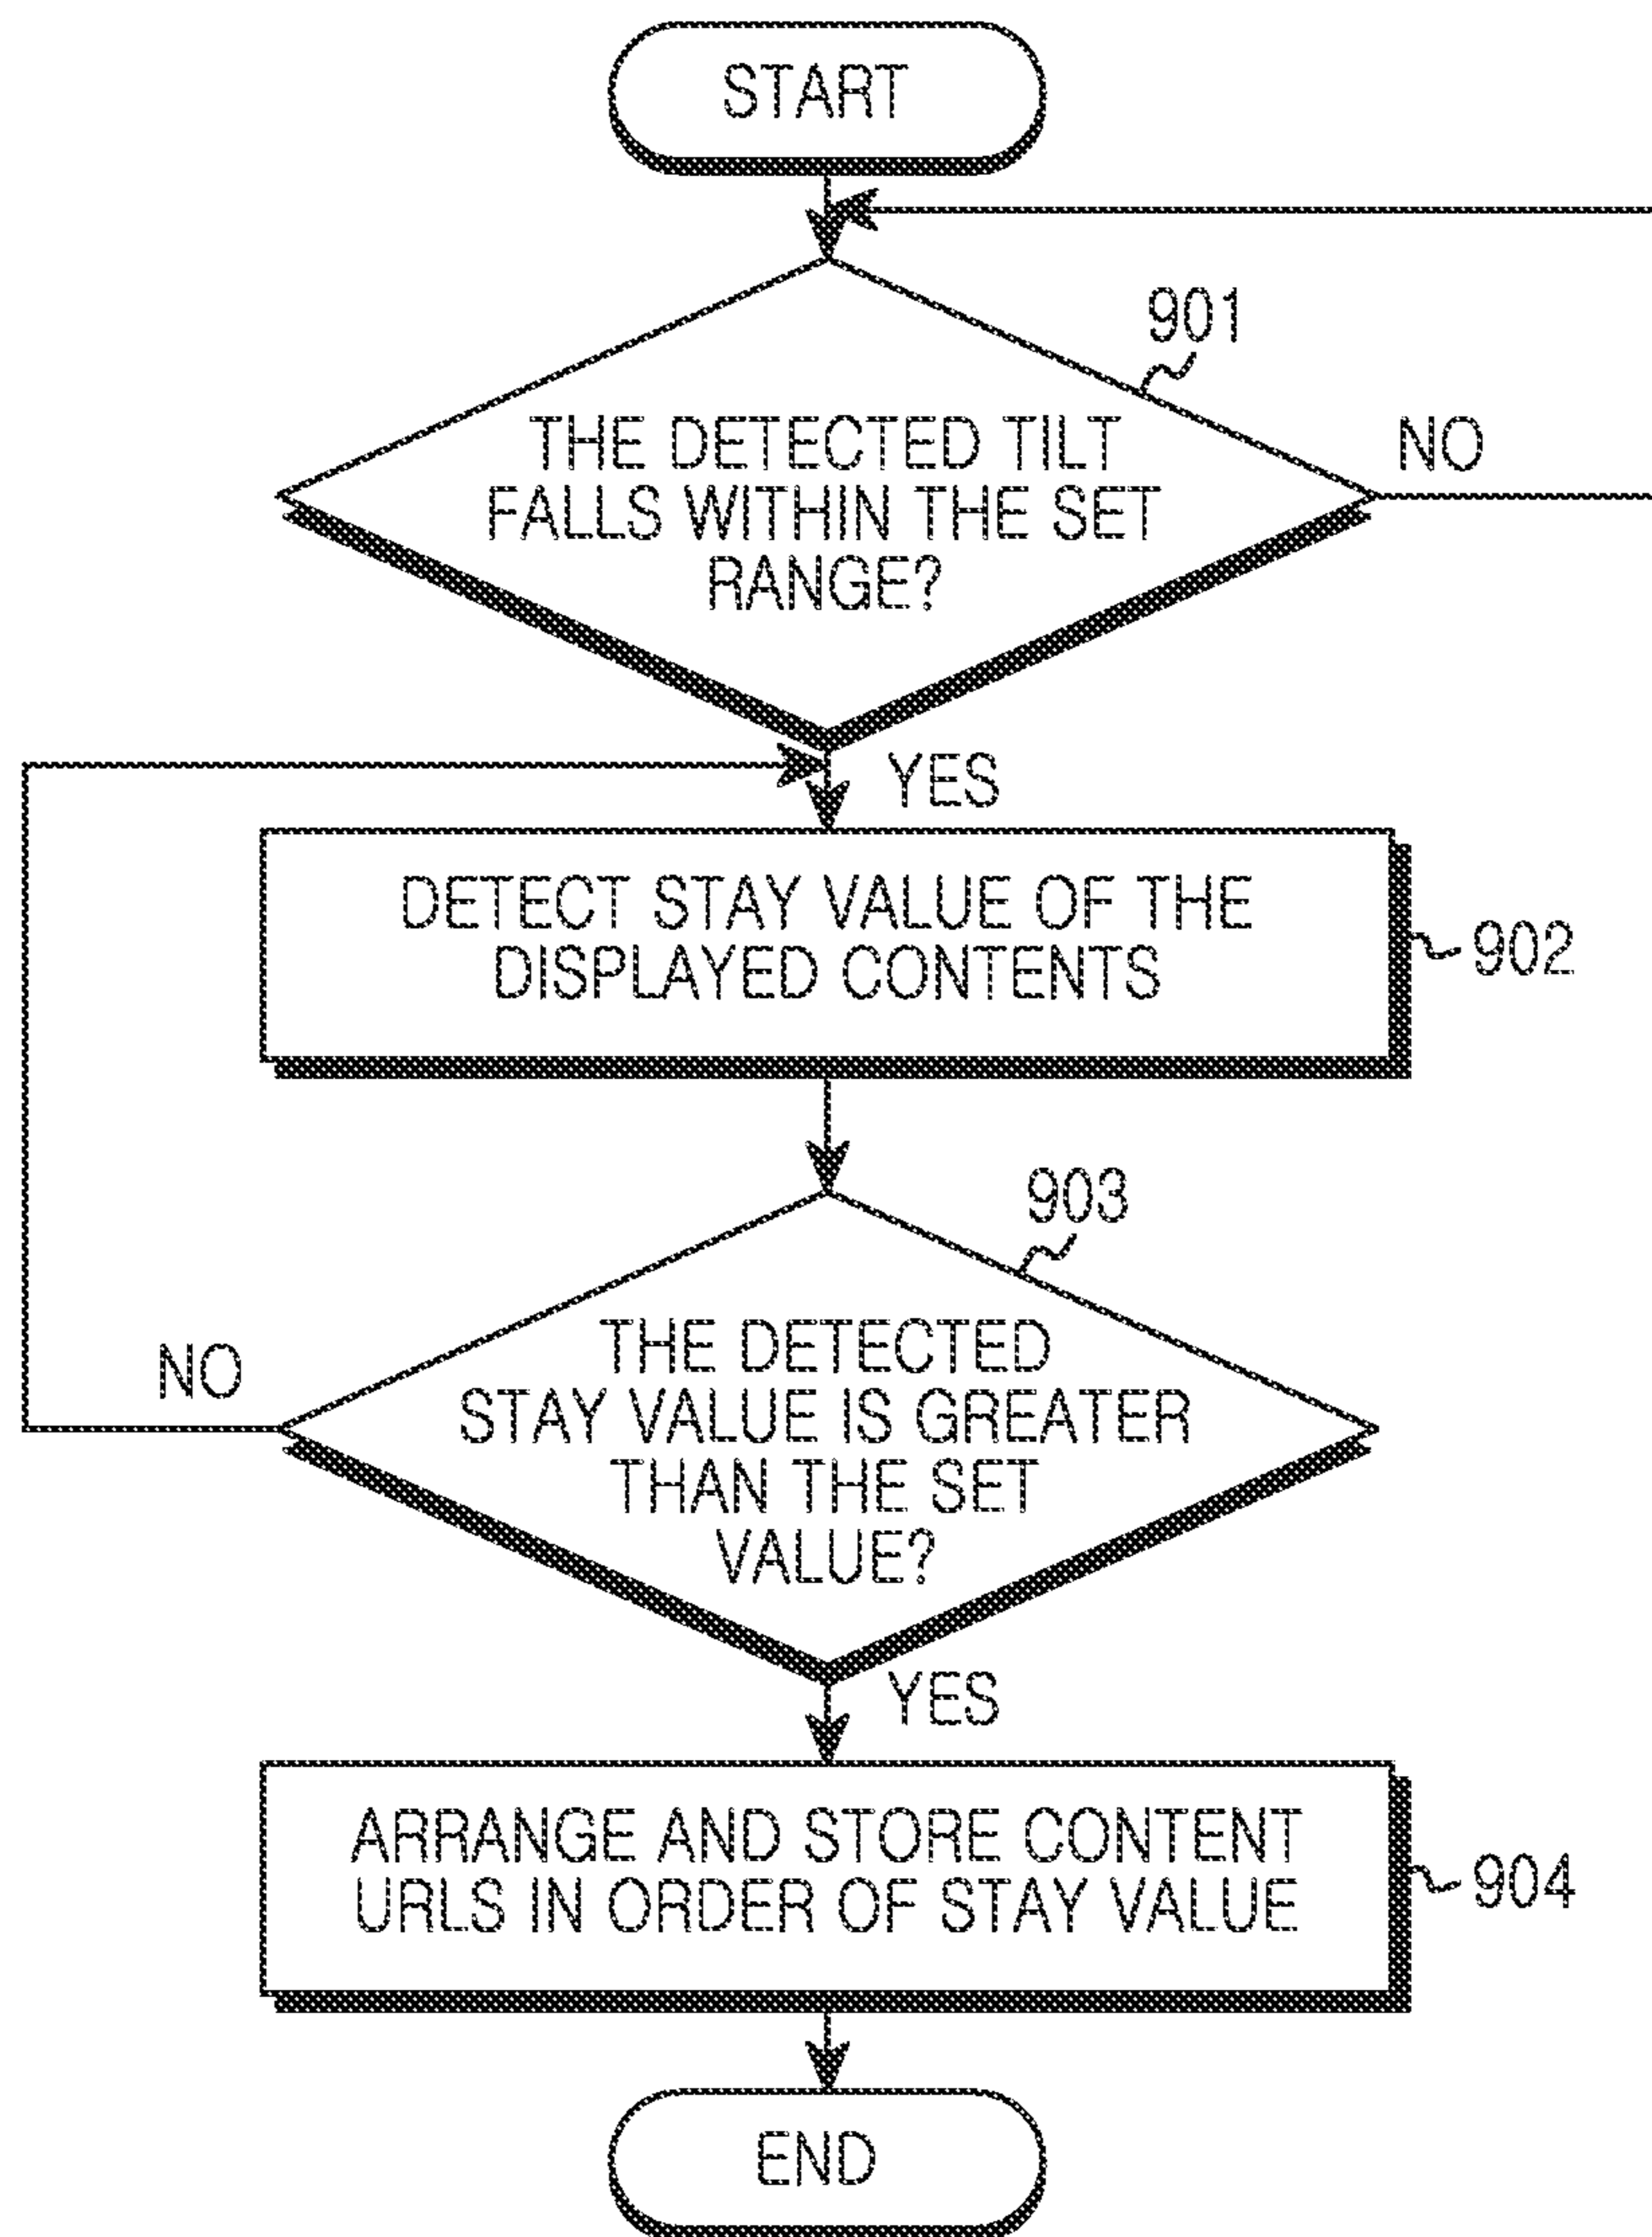 START
901
THE DETECTED TILT
FALLS WITHIN THE SET
RANGE?
NO
YES
DETECT STAY VALUE OF THE
DISPLAYED CONTENTS
902
903
THE DETECTED
STAY VALUE IS GREATER
THAN THE SET
VALUE?
NO
YES
ARRANGE AND STORE CONTENT
URLS IN ORDER OF STAY VALUE
904
END